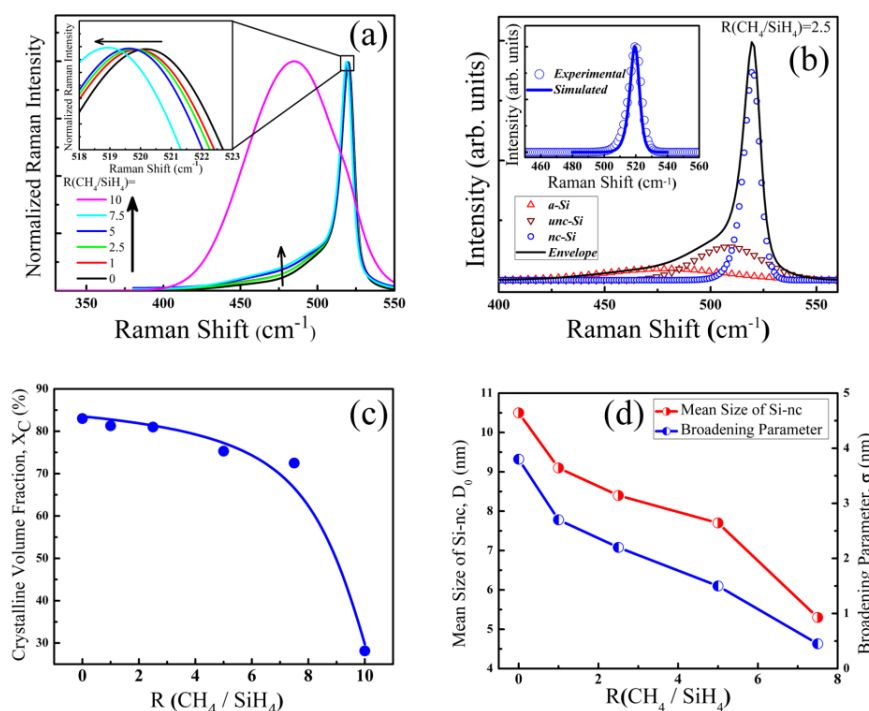 (a)
Normalized Raman Intensity
Normalized Raman Intensity
518 519 520 521 522 523
Raman Shift (cm⁻¹)
R(CH₄/SiH₄)=
10
7.5
5
2.5
1
0
350 400 450 500 550
Raman Shift (cm⁻¹)
(b)
R(CH₄/SiH₄)=2.5
Intensity (arb. units)
Intensity (arb. units)
Experimental
Simulated
460 480 500 520 540 560
Raman Shift (cm⁻¹)
a-Si
unc-Si
nc-Si
Envelope
400 450 500 550
Raman Shift (cm⁻¹)
(c)
Crystalline Volume Fraction, X_C (%)
90
80
70
60
50
40
30
0 2 4 6 8 10
R (CH₄ / SiH₄)
(d)
Mean Size of Si-nc
Broadening Parameter
Mean Size of Si-nc, D₀ (nm)
11
10
9
8
7
6
5
4
5
4
3
2
1
0
Broadening Parameter, σ (nm)
0 2 4 6 8
R(CH₄ / SiH₄)